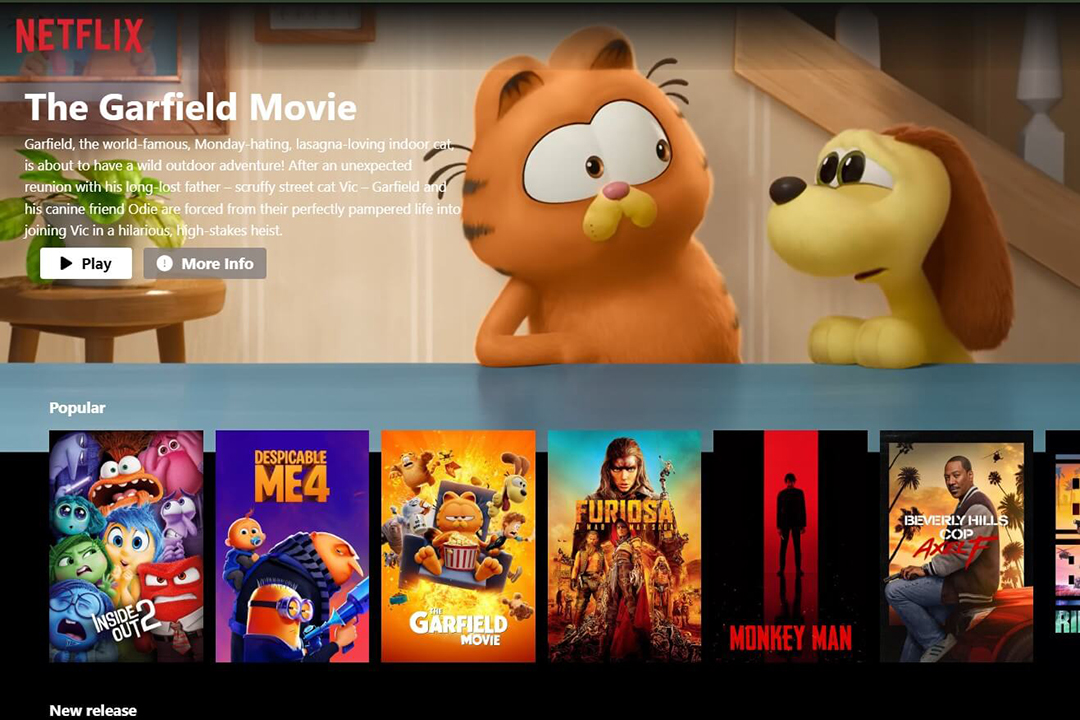 NETFLIX
The Garfield Movie
Garfield, the world-famous, Monday-hating, lasagna-loving indoor cat,
is about to have a wild outdoor adventure! After an unexpected
reunion with his long-lost father – scruffy street cat Vic – Garfield and
his canine friend Odie are forced from their perfectly pampered life into
joining Vic in a hilarious, high-stakes heist.
Play
More Info
Popular
INSIDE
OUT 2
DESPICABLE
ME 4
THE
GARFIELD
MOVIE
FURIOSA
A MAD MAX SAGA
MONKEY MAN
BEVERLY HILLS
COP
AXEL F
New release